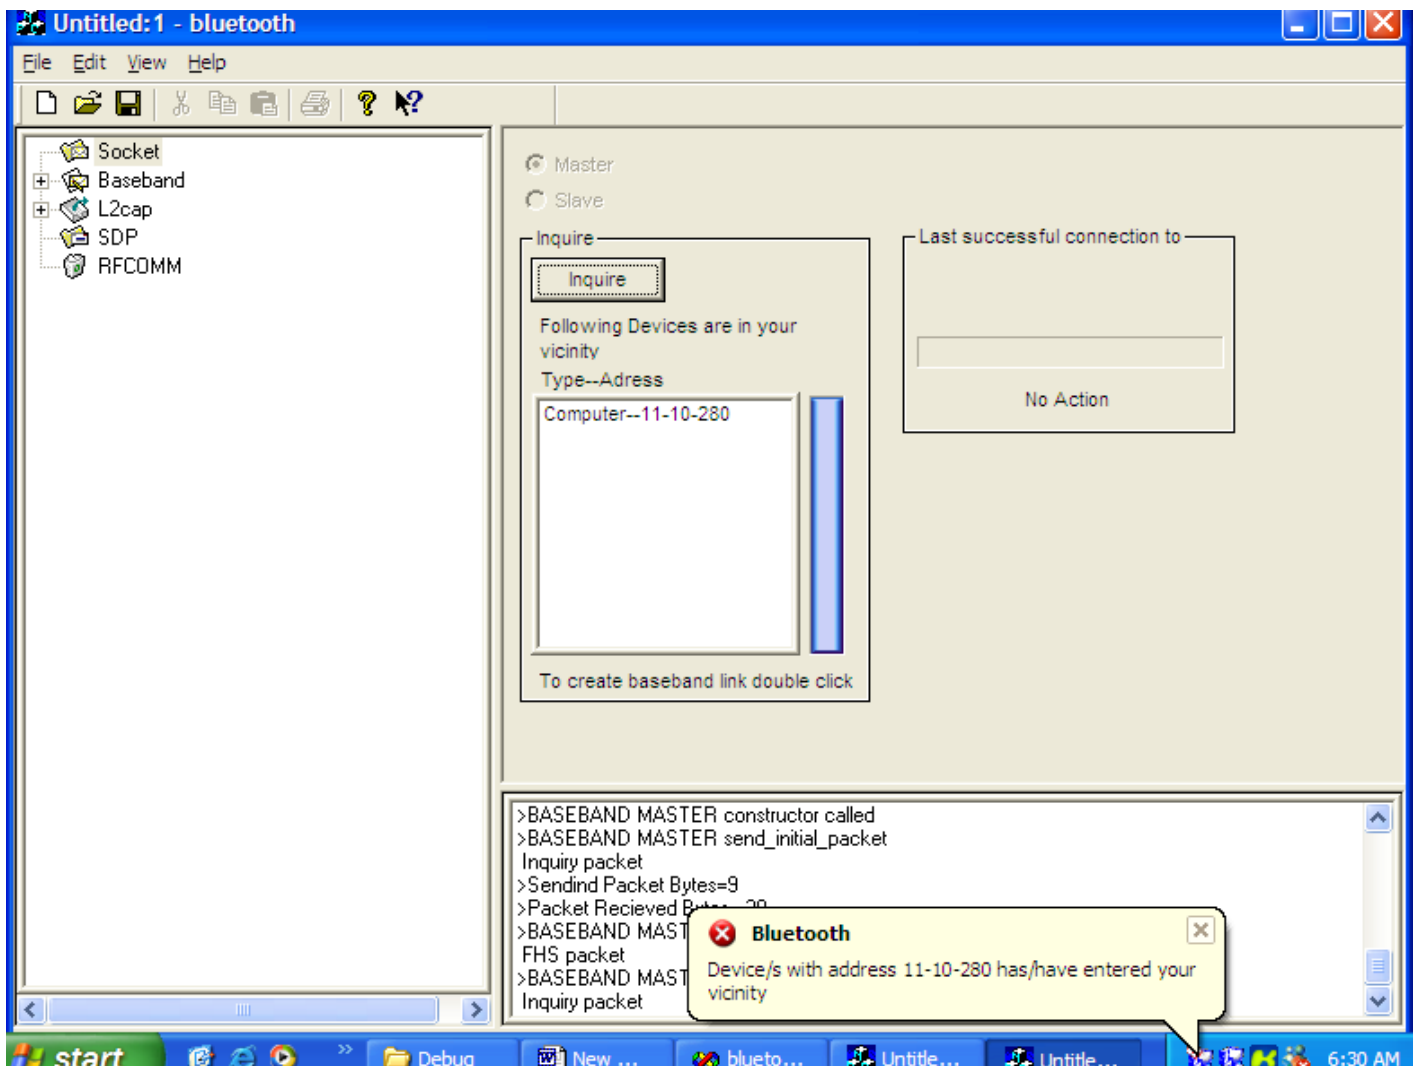 Untitled:1 - bluetooth
File Edit View Help
Socket
Baseband
L2cap
SDP
RFCOMM
Master
Slave
Inquire
Inquire
Following Devices are in your
vicinity
Type--Adress
Computer--11-10-280
To create baseband link double click
Last successful connection to
No Action
>BASEBAND MASTER constructor called
>BASEBAND MASTER send_initial_packet
Inquiry packet
>Sendind Packet Bytes=9
>Packet Recieved
>BASEBAND MAST
FHS packet
>BASEBAND MAST
Inquiry packet
Bluetooth
Device/s with address 11-10-280 has/have entered your
vicinity
start
Debug
New ...
blueto...
Untitle...
Untitle...
6:30 AM